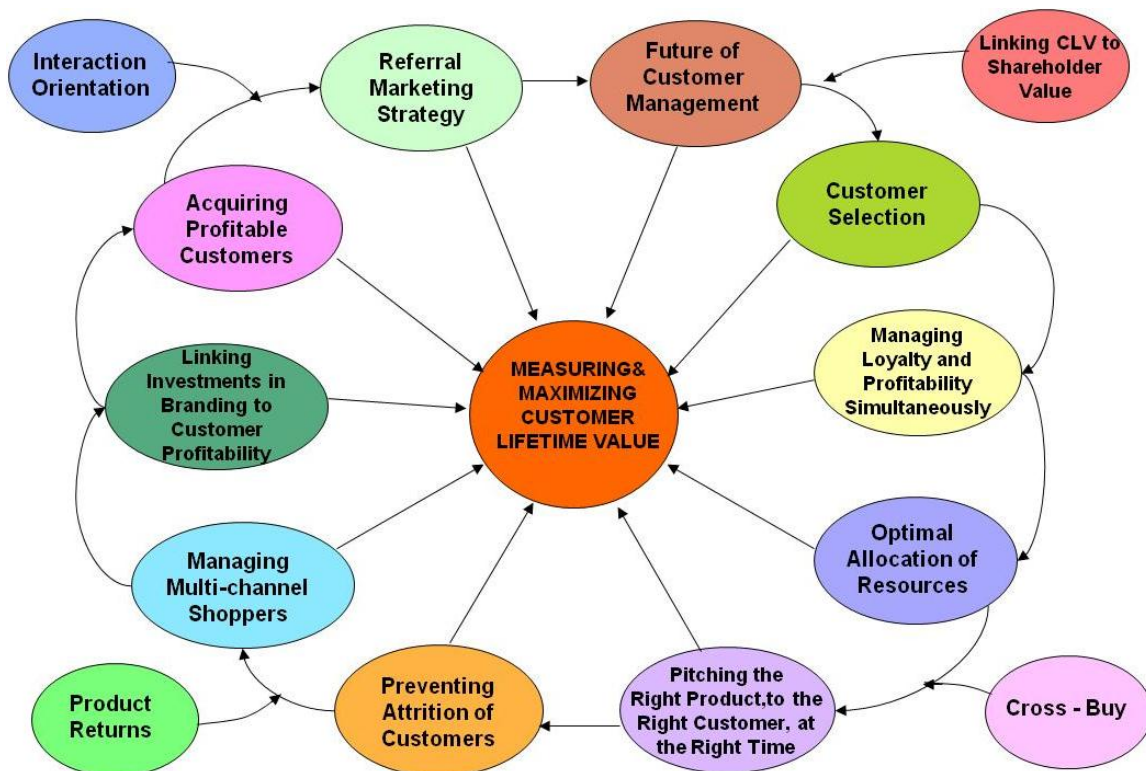 Interaction
Orientation
Referral
Marketing
Strategy
Future of
Customer
Management
Linking CLV to
Shareholder
Value
Acquiring
Profitable
Customers
Customer
Selection
Linking
Investments in
Branding to
Customer
Profitability
MEASURING&
MAXIMIZING
CUSTOMER
LIFETIME VALUE
Managing
Loyalty and
Profitability
Simultaneously
Managing
Multi-channel
Shoppers
Optimal
Allocation of
Resources
Product
Returns
Preventing
Attrition of
Customers
Pitching the
Right Product,to the
Right Customer, at
the Right Time
Cross - Buy